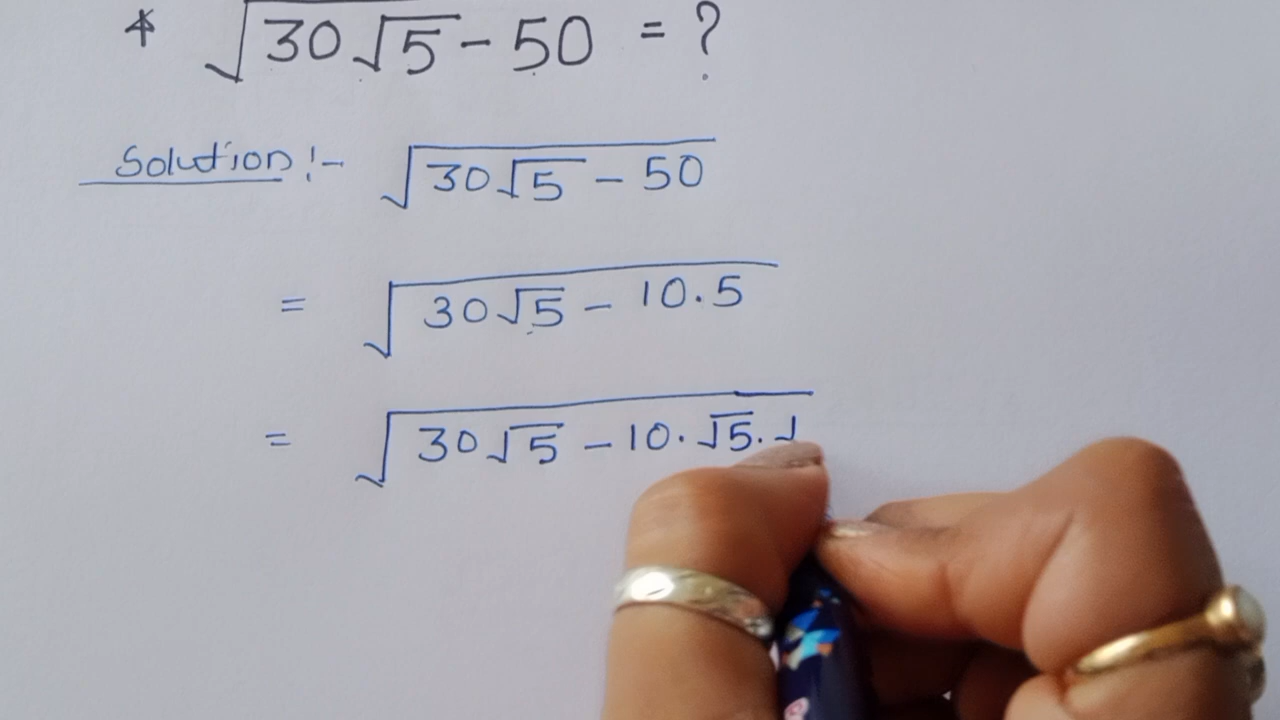 * √(30√5 - 50) = ?
Solution :- √(30√5 - 50)
= √(30√5 - 10.5)
= √(30√5 - 10.√5.√